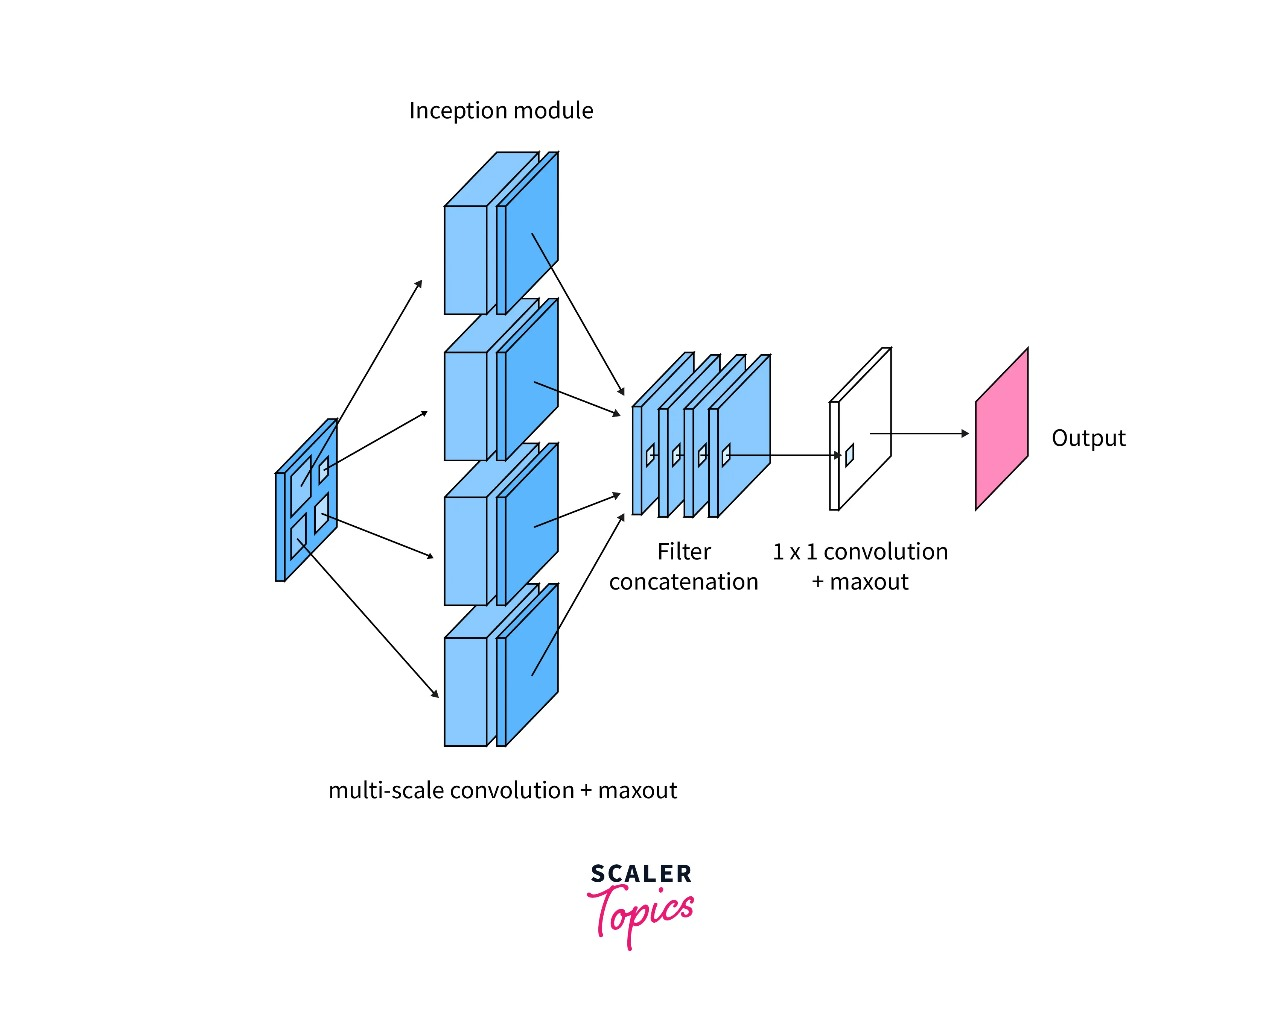 Inception module
Output
Filter
concatenation
1 x 1 convolution
+ maxout
multi-scale convolution + maxout
SCALER
Topics